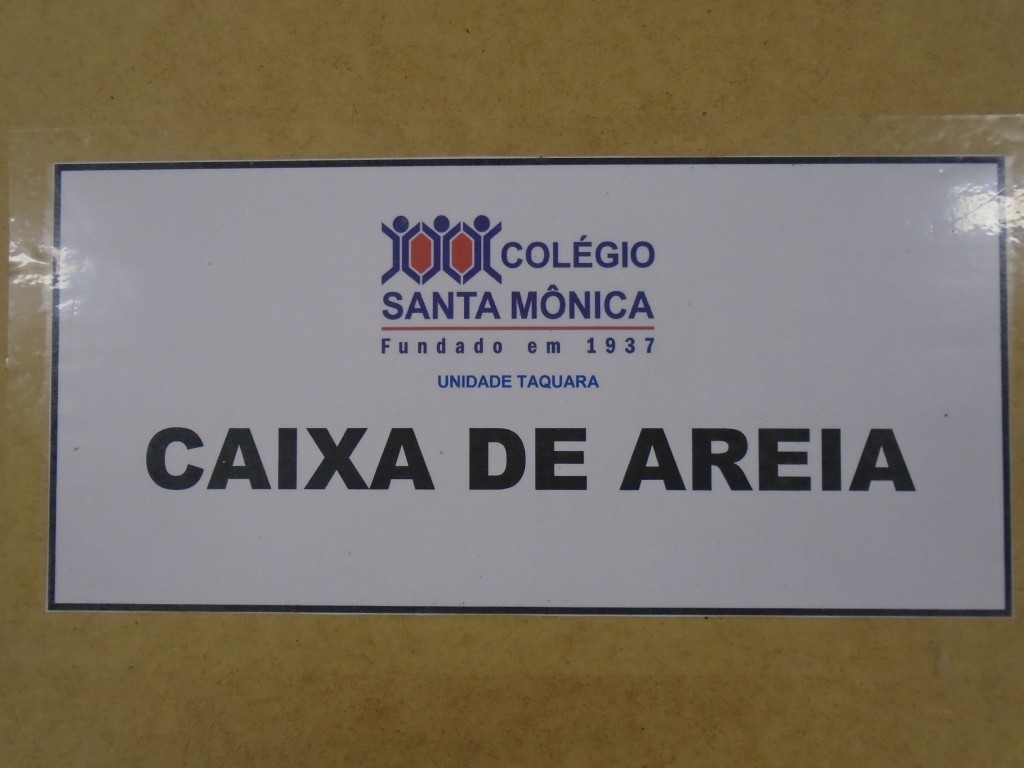 COLÉGIO
SANTA MÔNICA
Fundado em 1937
UNIDADE TAQUARA
CAIXA DE AREIA